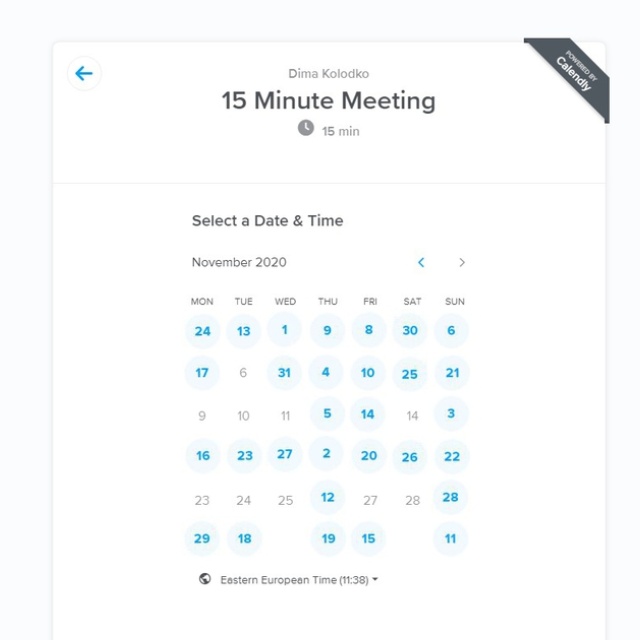 POWERED BY
Calendly
Dima Kolodko
15 Minute Meeting
15 min
Select a Date & Time
November 2020
MON TUE WED THU FRI SAT SUN
24 13 1 9 8 30 6
17 6 31 4 10 25 21
9 10 11 5 14 14 3
16 23 27 2 20 26 22
23 24 25 12 27 28 28
29 18 19 15 11
Eastern European Time (11:38)